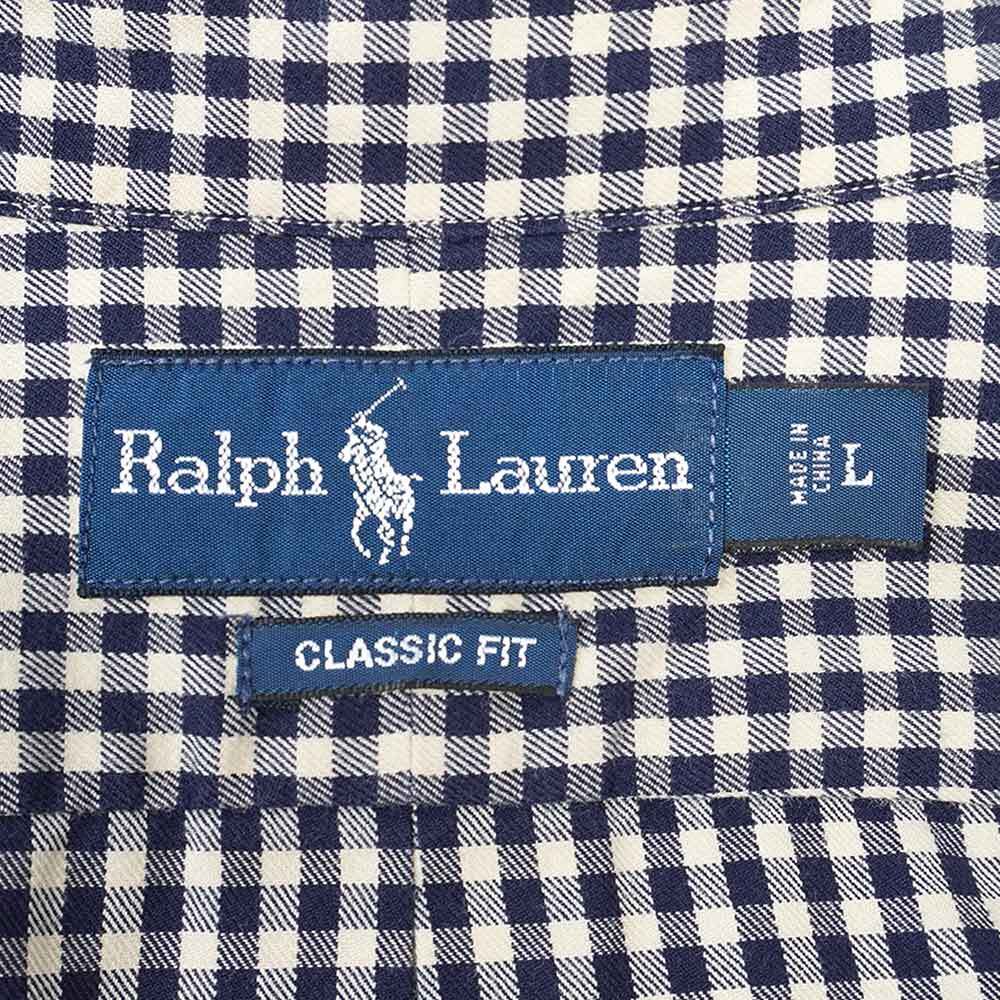 Ralph Lauren
MADE IN
CHINA
L
CLASSIC FIT